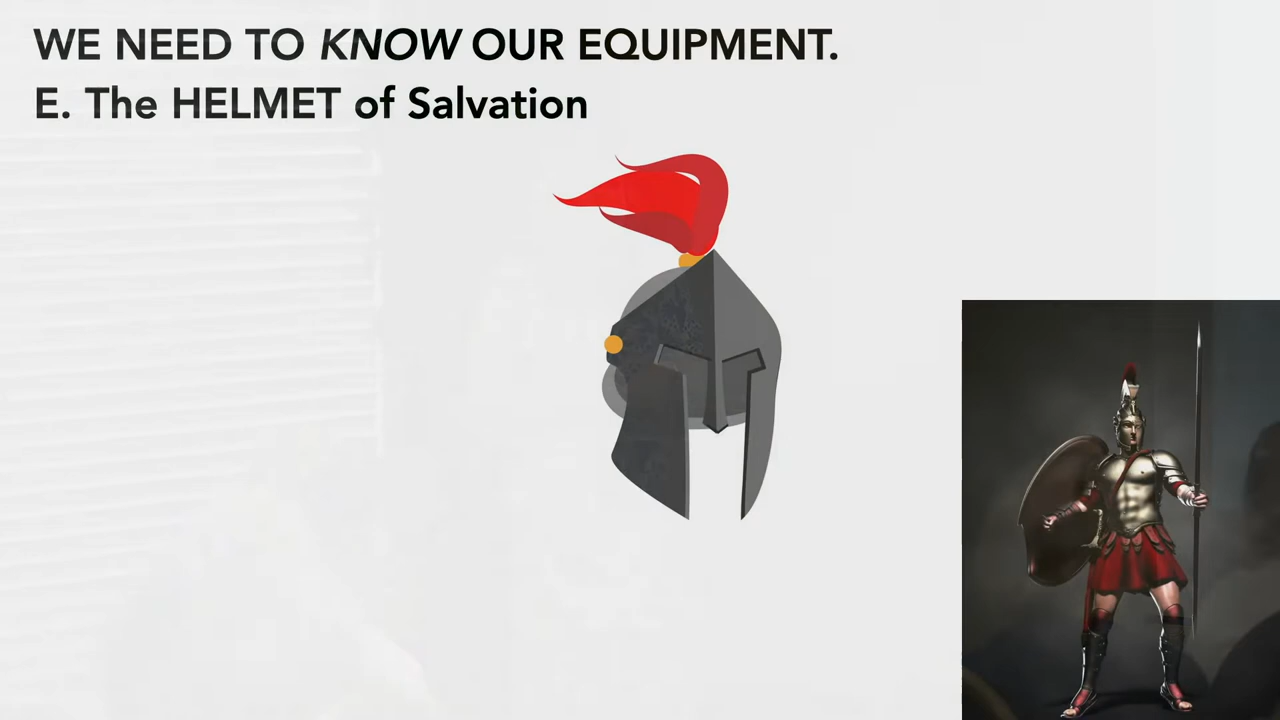 WE NEED TO KNOW OUR EQUIPMENT.
E. The HELMET of Salvation